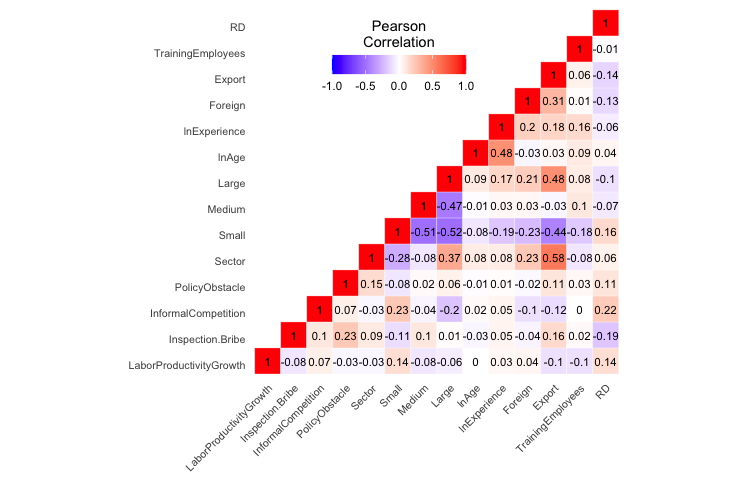 Pearson
Correlation
-1.0 -0.5 0.0 0.5 1.0
RD 1
TrainingEmployees 1 -0.01
Export 1 0.06 -0.14
Foreign 1 0.31 0.01 -0.13
lnExperience 1 0.2 0.18 0.16 -0.06
lnAge 1 0.48 -0.03 0.03 0.09 0.04
Large 1 0.09 0.17 0.21 0.48 0.08 -0.1
Medium 1 -0.47 -0.01 0.03 0.03 -0.03 0.1 -0.07
Small 1 -0.51 -0.52 -0.08 -0.19 -0.23 -0.44 -0.18 0.16
Sector 1 -0.28 -0.08 0.37 0.08 0.08 0.23 0.58 -0.08 0.06
PolicyObstacle 1 0.15 -0.08 0.02 0.06 -0.01 0.01 -0.02 0.11 0.03 0.11
InformalCompetition 1 0.07 -0.03 0.23 -0.04 -0.2 0.02 0.05 -0.1 -0.12 0 0.22
Inspection.Bribe 1 0.1 0.23 0.09 -0.11 0.1 0.01 -0.03 0.05 -0.04 0.16 0.02 -0.19
LaborProductivityGrowth 1 -0.08 0.07 -0.03 -0.03 0.14 -0.08 -0.06 0 0.03 0.04 -0.1 -0.1 0.14
LaborProductivityGrowth
Inspection.Bribe
InformalCompetition
PolicyObstacle
Sector
Small
Medium
Large
lnAge
lnExperience
Foreign
Export
TrainingEmployees
RD